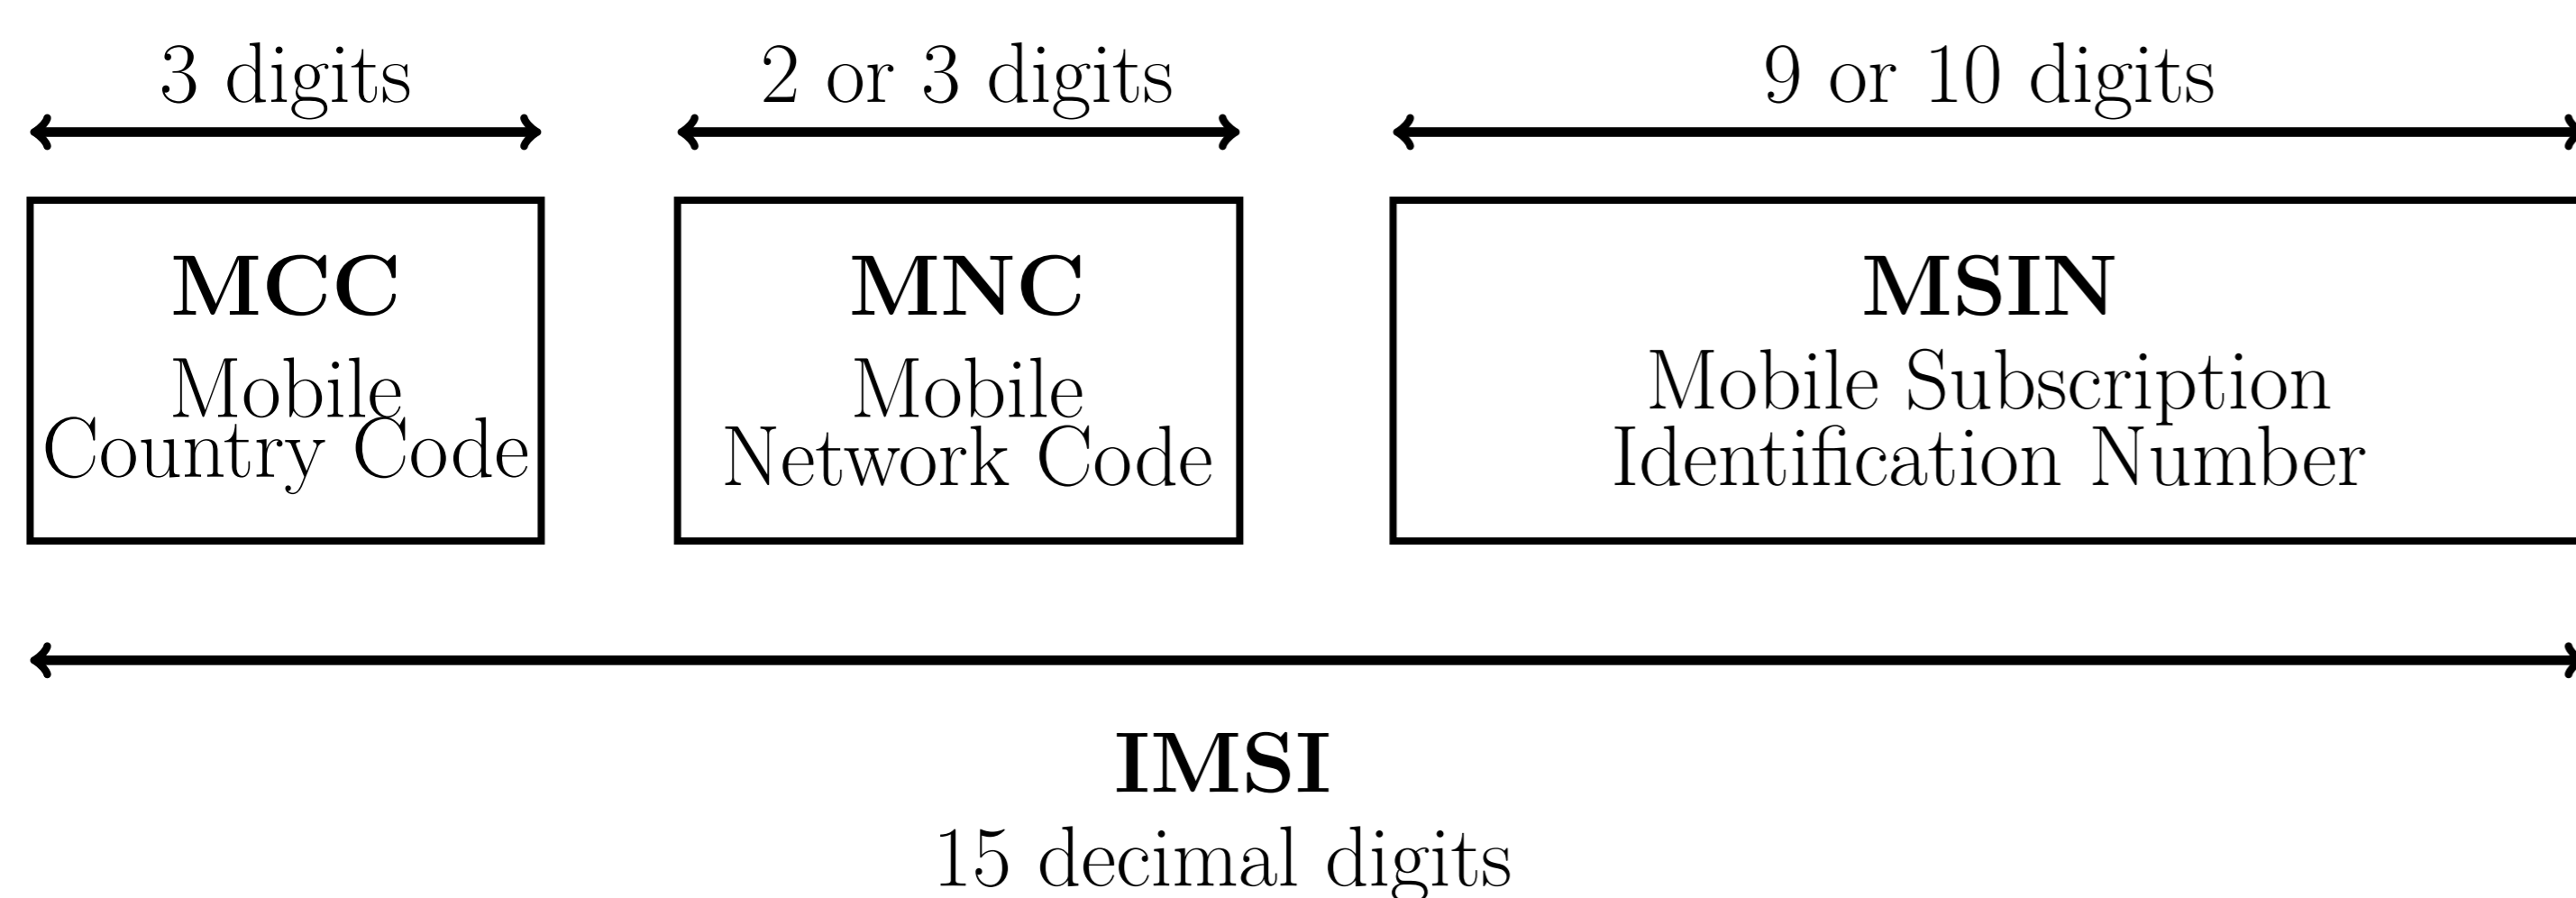 3 digits
2 or 3 digits
9 or 10 digits
MCC
Mobile
Country Code
MNC
Mobile
Network Code
MSIN
Mobile Subscription
Identification Number
IMSI
15 decimal digits